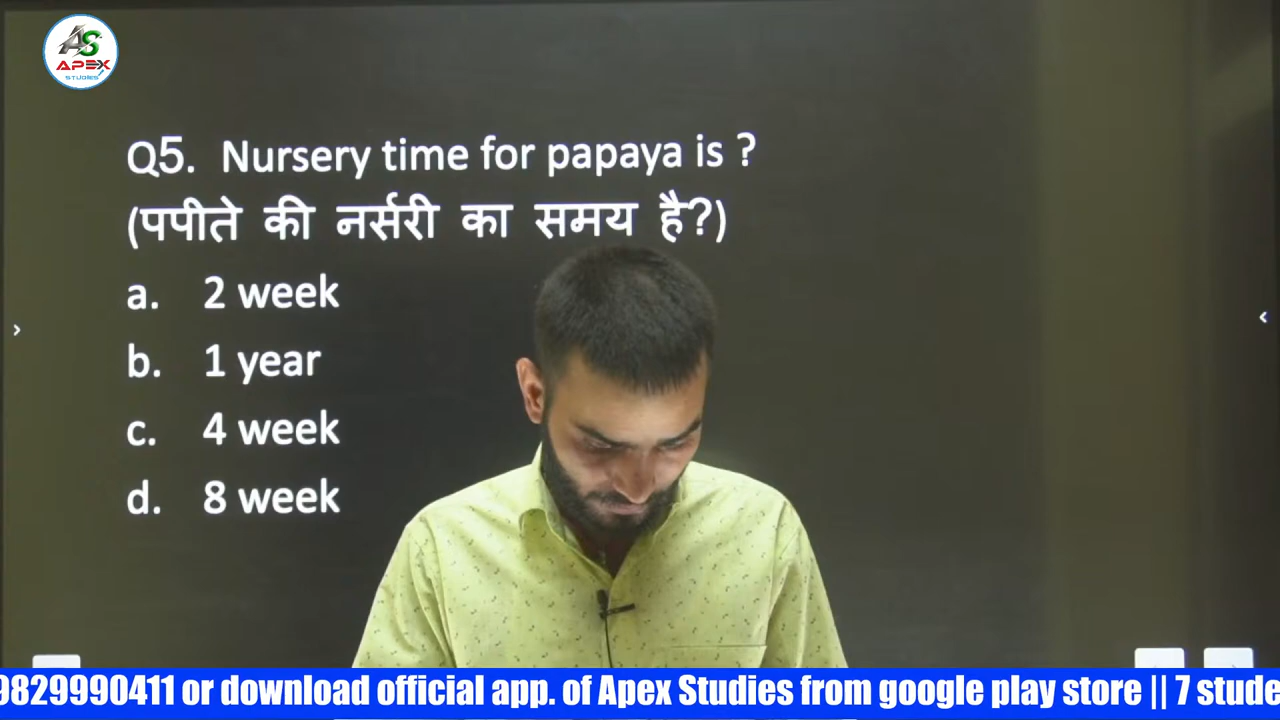 AS
APEX
STUDIES
Q5. Nursery time for papaya is ?
(पपीते की नर्सरी का समय है?)
a. 2 week
b. 1 year
c. 4 week
d. 8 week
9829990411 or download official app. of Apex Studies from google play store || 7 stude